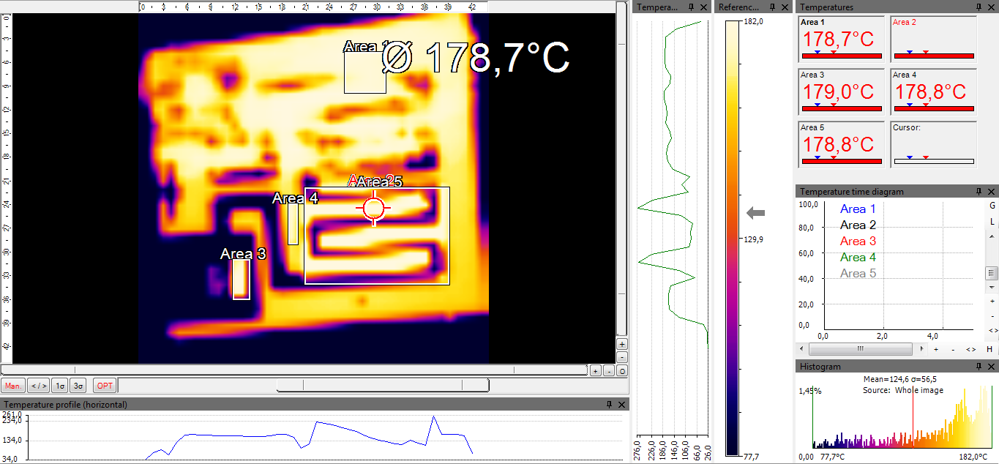 0 3 6 9 12 15 18 21 24 27 30 33 36 39 42
0
3
6
9
12
15
18
21
24
27
30
33
36
39
42
Area 1
Ø 178,7°C
Area 5
Area 4
Area 3
+
-
+ - O
Man. </> 1σ 3σ OPT
Temperature profile (horizontal)
261,0
234,0
134,0
34,0
Tempera...
276,0 226,0 186,0 146,0 106,0 66,0 26,0
Referenc...
182,0
129,9
77,7
Temperatures
Area 1
178,7°C
Area 2
Area 3
179,0°C
Area 4
178,8°C
Area 5
178,8°C
Cursor:
Temperature time diagram
100,0
80,0
60,0
40,0
20,0
0,0
Area 1
Area 2
Area 3
Area 4
Area 5
0,0 2,0 4,0
G
L
+
-
<>
+ - <> H
Histogram
Mean=124,6 σ=56,5
Source: Whole image
1,45%
0,00 77,7°C 182,0°C